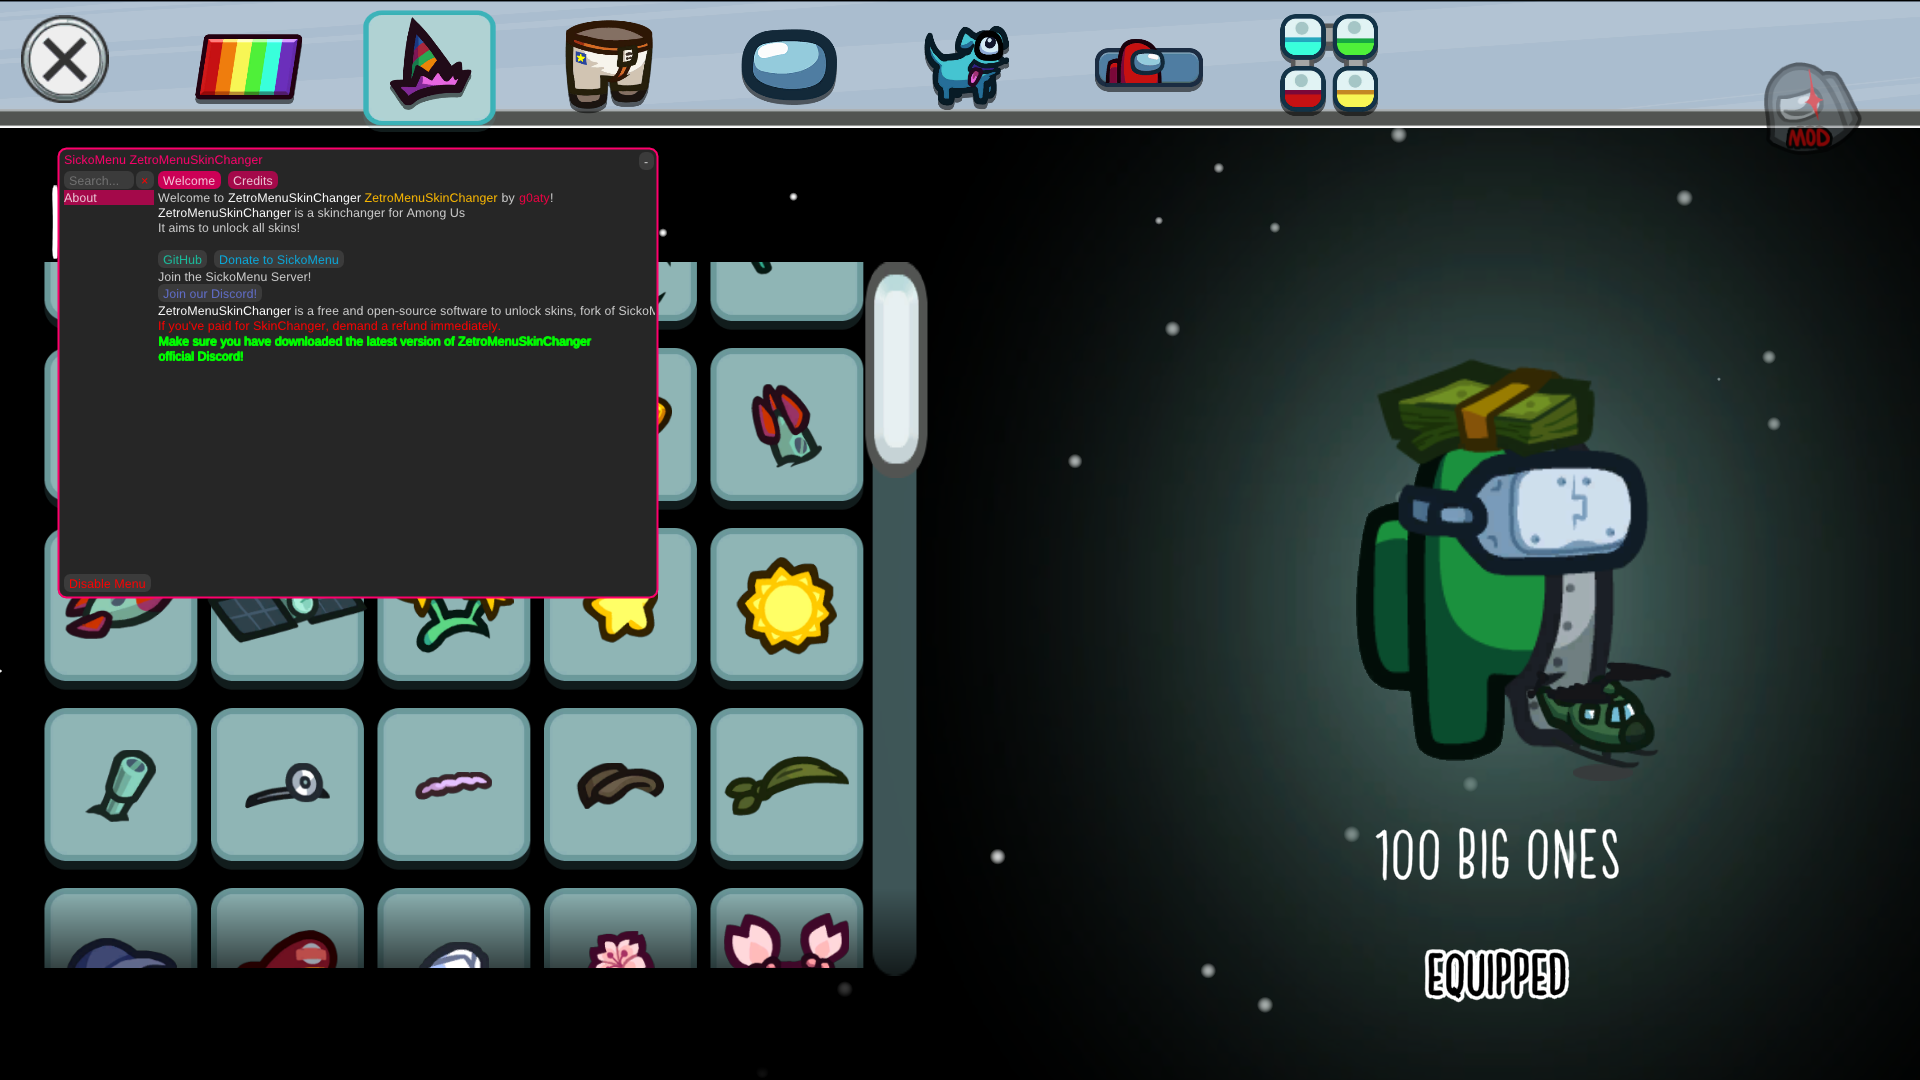 MOD
SickoMenu ZetroMenuSkinChanger
-
Search... × Welcome Credits
About
Welcome to ZetroMenuSkinChanger ZetroMenuSkinChanger by g0aty!
ZetroMenuSkinChanger is a skinchanger for Among Us
It aims to unlock all skins!
GitHub Donate to SickoMenu
Join the SickoMenu Server!
Join our Discord!
ZetroMenuSkinChanger is a free and open-source software to unlock skins, fork of Sicko
If you've paid for SkinChanger, demand a refund immediately.
Make sure you have downloaded the latest version of ZetroMenuSkinChanger
official Discord!
Disable Menu
100 BIG ONES
EQUIPPED